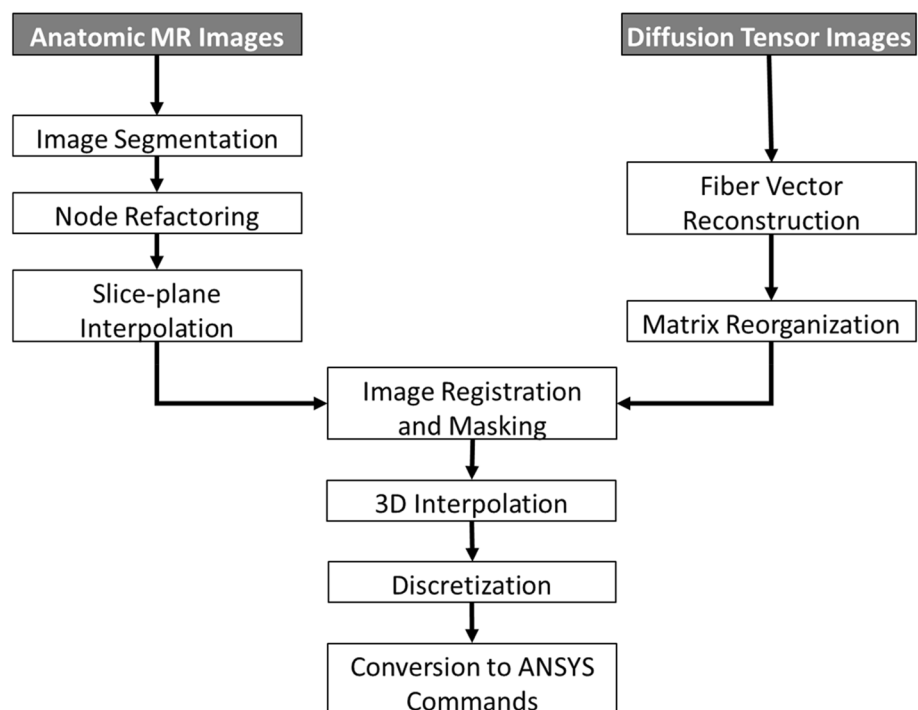 Anatomic MR Images
Diffusion Tensor Images
Image Segmentation
Node Refactoring
Slice-plane
Interpolation
Fiber Vector
Reconstruction
Matrix Reorganization
Image Registration
and Masking
3D Interpolation
Discretization
Conversion to ANSYS
Commands